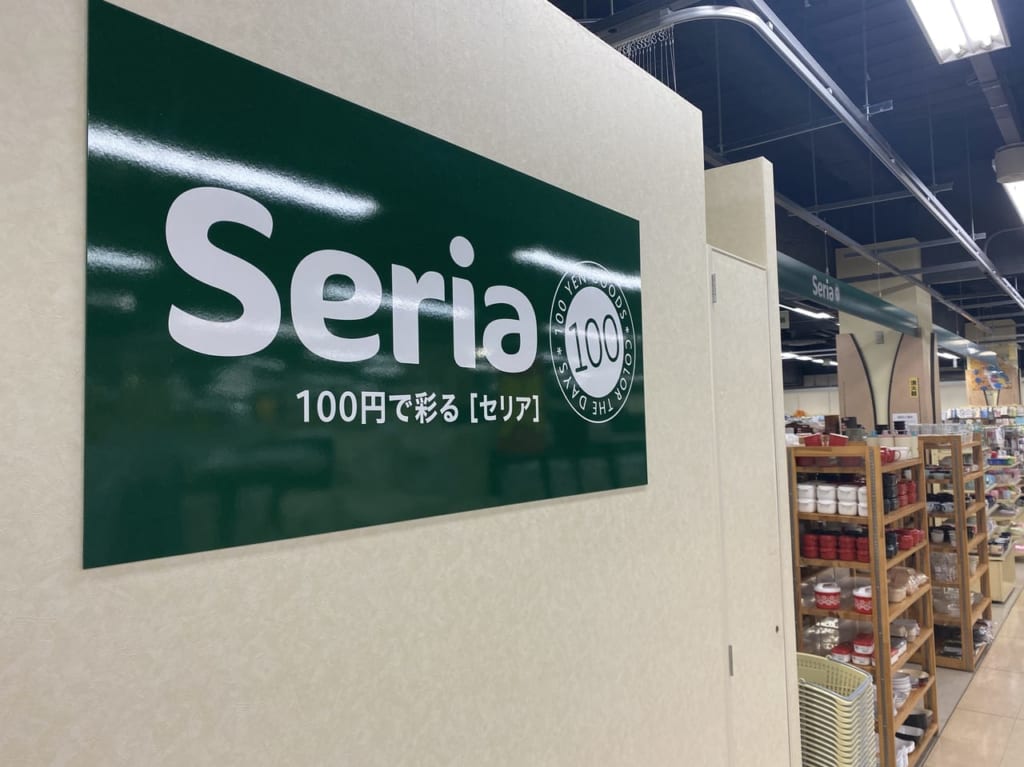 Seria
100 YEN GOODS * COLOR THE DAYS *
100
100円で彩る [セリア]
Seria